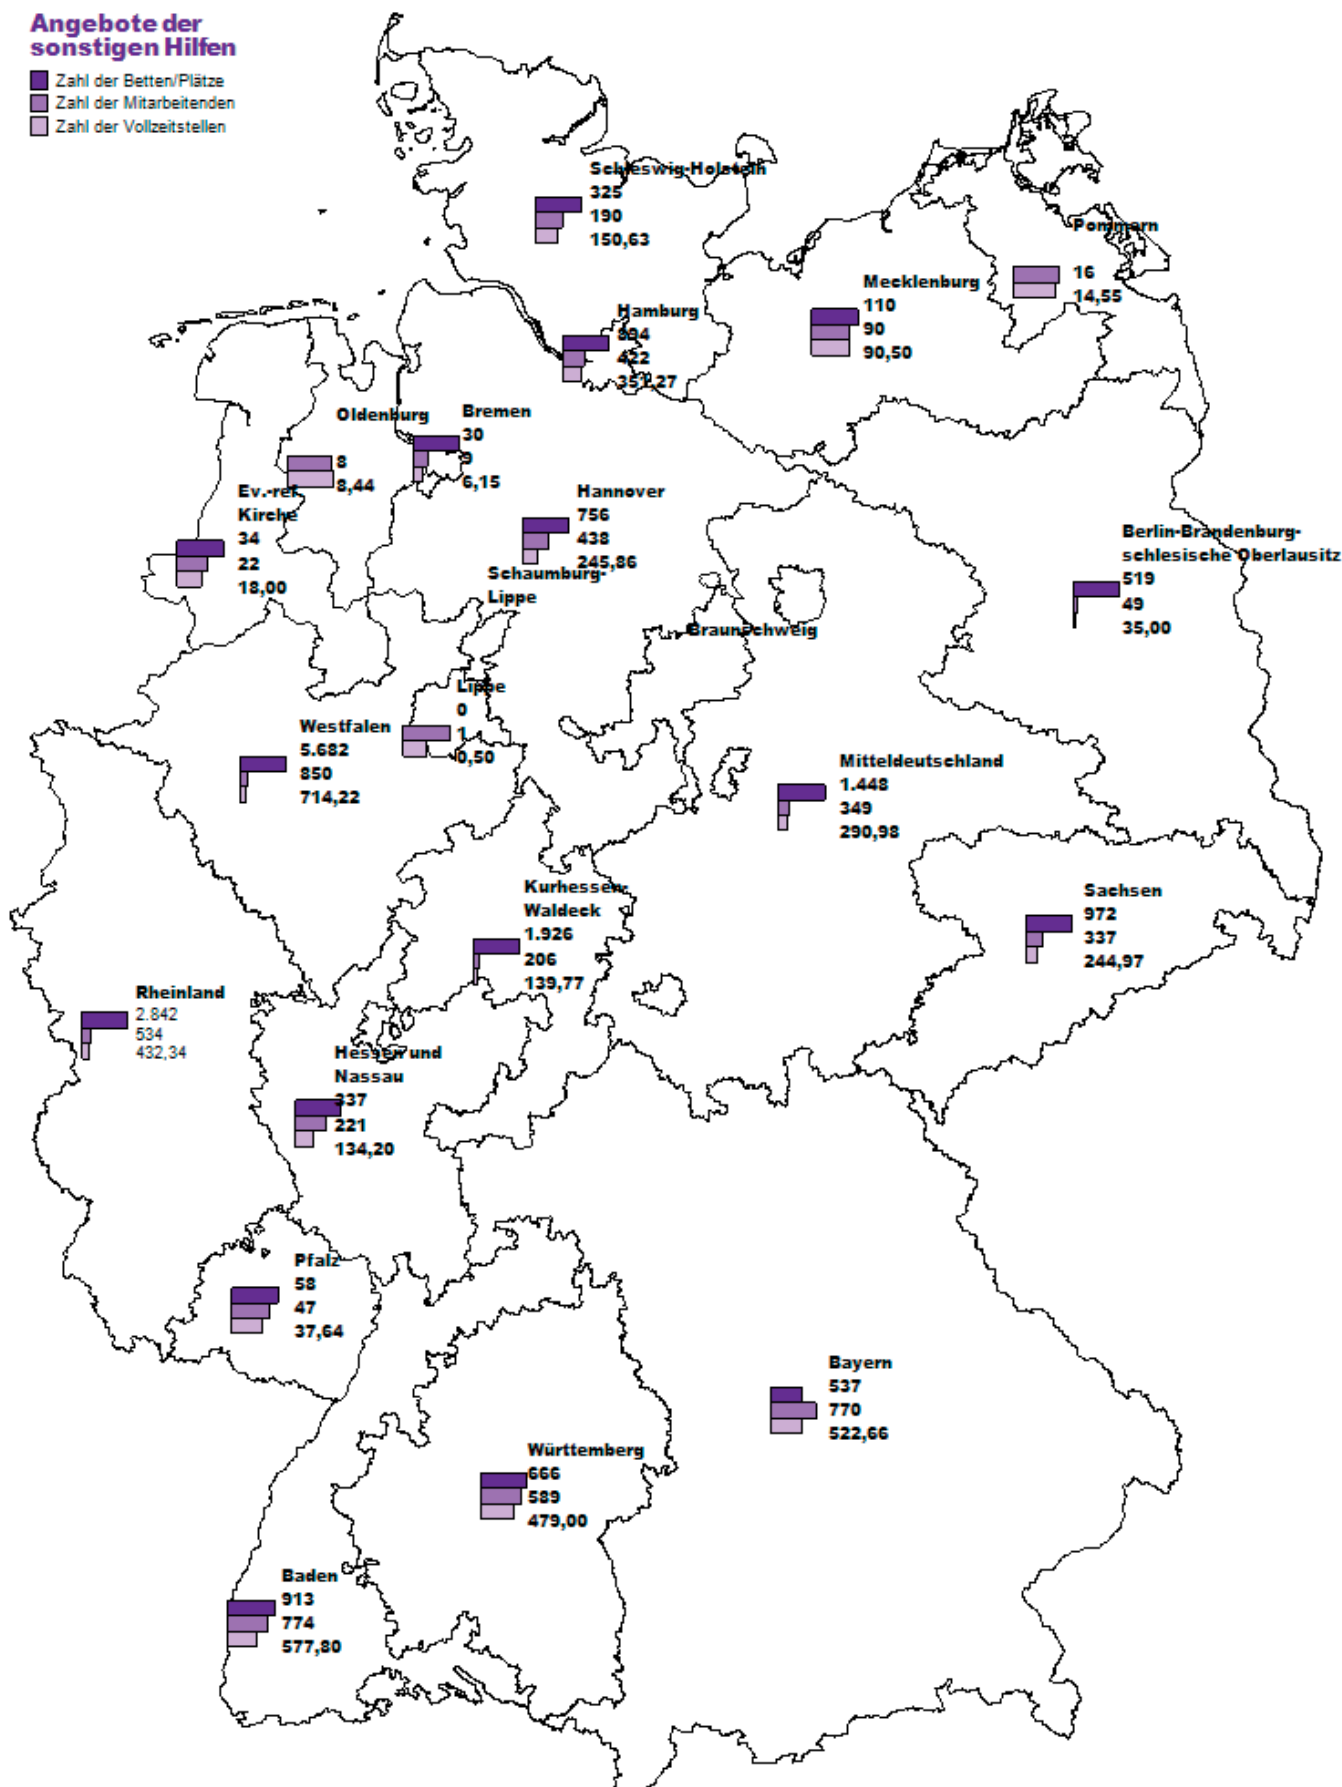 Angebote der
sonstigen Hilfen
Zahl der Betten/Plätze
Zahl der Mitarbeitenden
Zahl der Vollzeitstellen
Schleswig-Holstein
325
190
150,63
Pommern
16
14,55
Mecklenburg
110
90
90,50
Hamburg
894
422
351,27
Oldenburg
8
8,44
Bremen
30
9
6,15
Ev.-ref.
Kirche
34
22
18,00
Hannover
756
438
245,86
Schaumburg-
Lippe
Berlin-Brandenburg-
schlesische Oberlausitz
519
49
35,00
Braunschweig
Lippe
0
1
0,50
Westfalen
5.682
850
714,22
Mitteldeutschland
1.448
349
290,98
Kurhessen-
Waldeck
1.926
206
139,77
Sachsen
972
337
244,97
Rheinland
2.842
534
432,34
Hessen und
Nassau
337
221
134,20
Pfalz
58
47
37,64
Bayern
537
770
522,66
Württemberg
666
589
479,00
Baden
913
774
577,80